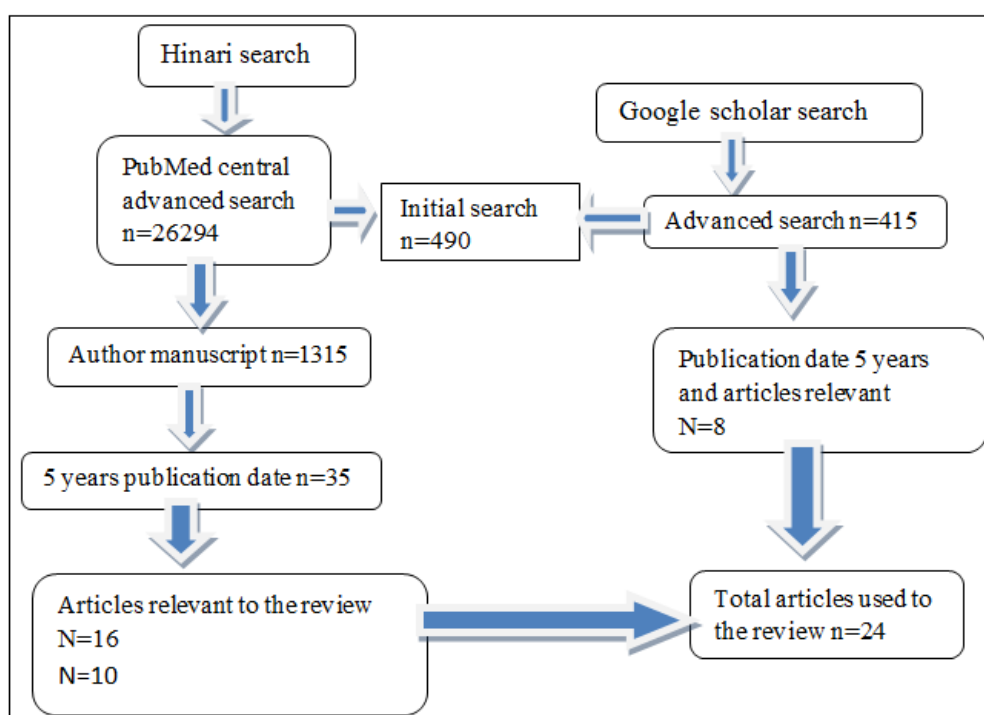 Hinari search
PubMed central
advanced search
n=26294
Initial search
n=490
Google scholar search
Advanced search n=415
Author manuscript n=1315
Publication date 5 years
and articles relevant
N=8
5 years publication date n=35
Articles relevant to the review
N=16
N=10
Total articles used to
the review n=24